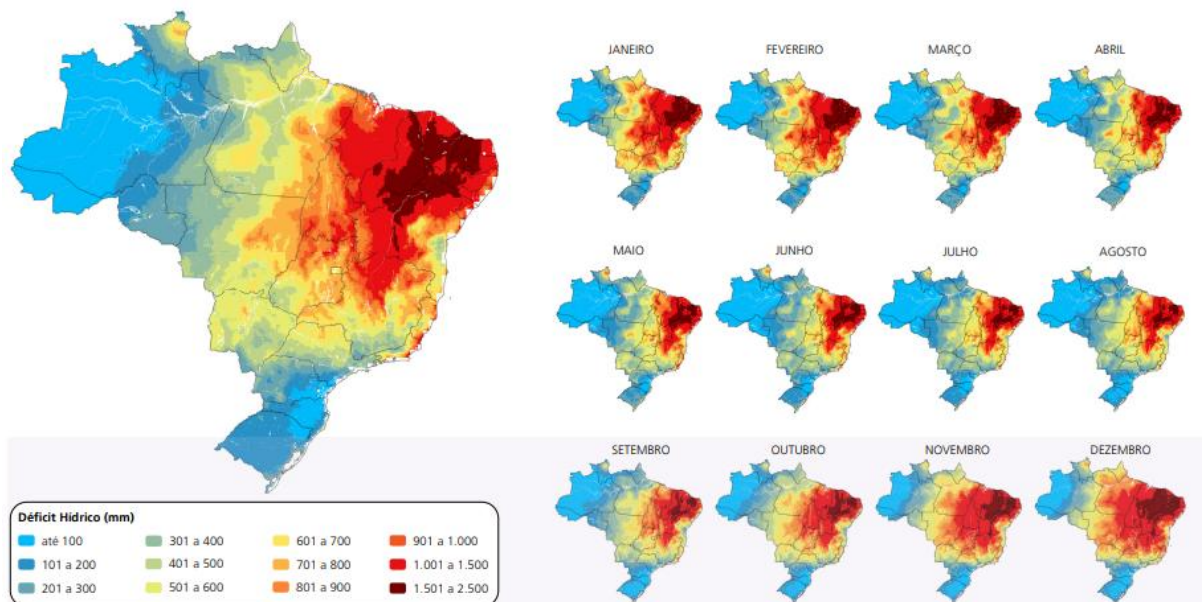 JANEIRO FEVEREIRO MARÇO ABRIL
MAIO JUNHO JULHO AGOSTO
SETEMBRO OUTUBRO NOVEMBRO DEZEMBRO
Déficit Hídrico (mm)
até 100 301 a 400 601 a 700 901 a 1.000
101 a 200 401 a 500 701 a 800 1.001 a 1.500
201 a 300 501 a 600 801 a 900 1.501 a 2.500